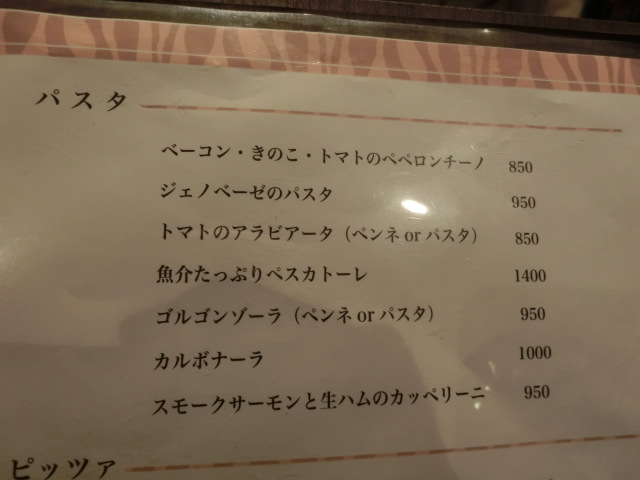 パスタ
ベーコン・きのこ・トマトのペペロンチーノ 850
ジェノベーゼのパスタ 950
トマトのアラビアータ（ペンネ or パスタ） 850
魚介たっぷりペスカトーレ 1400
ゴルゴンゾーラ（ペンネ or パスタ） 950
カルボナーラ 1000
スモークサーモンと生ハムのカッペリーニ 950
ピッツァ